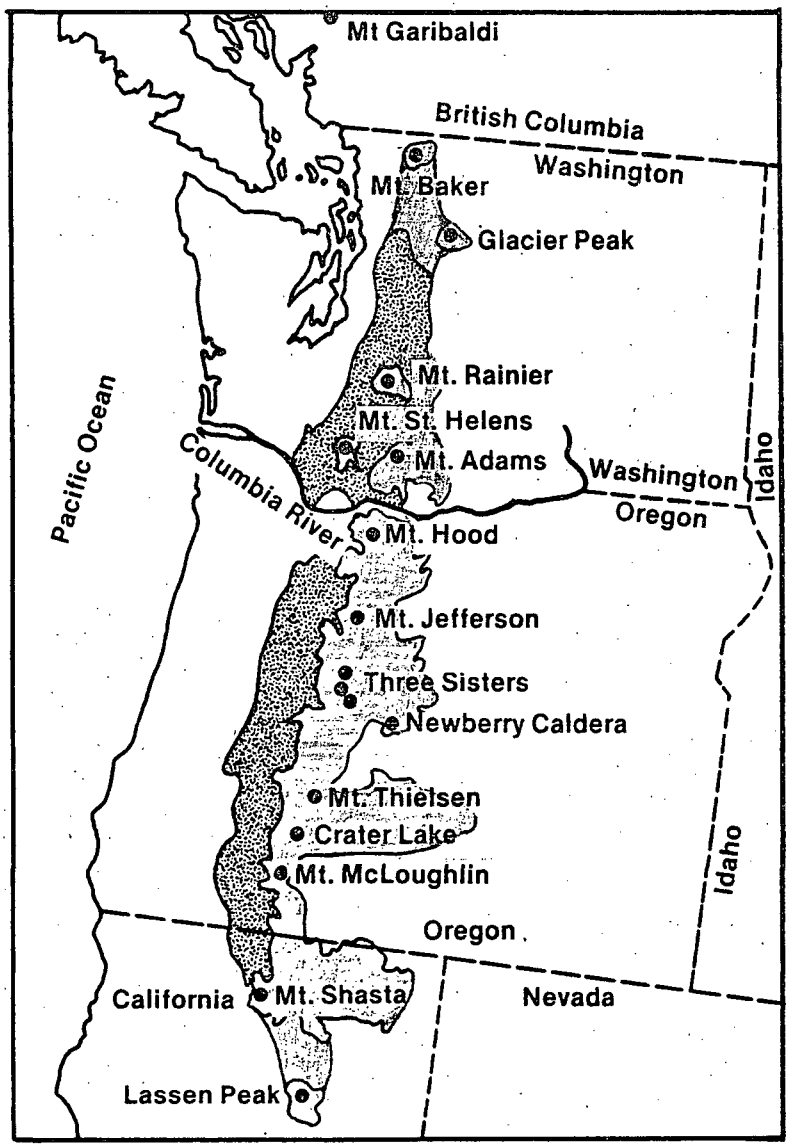 Mt Garibaldi
British Columbia
Washington
Mt. Baker
Glacier Peak
Mt. Rainier
Mt. St. Helens
Mt. Adams
Pacific Ocean
Columbia River
Washington
Idaho
Oregon
Mt. Hood
Mt. Jefferson
Three Sisters
Newberry Caldera
Mt. Thielsen
Crater Lake
Mt. McLoughlin
Idaho
Oregon
California
Mt. Shasta
Nevada
Lassen Peak